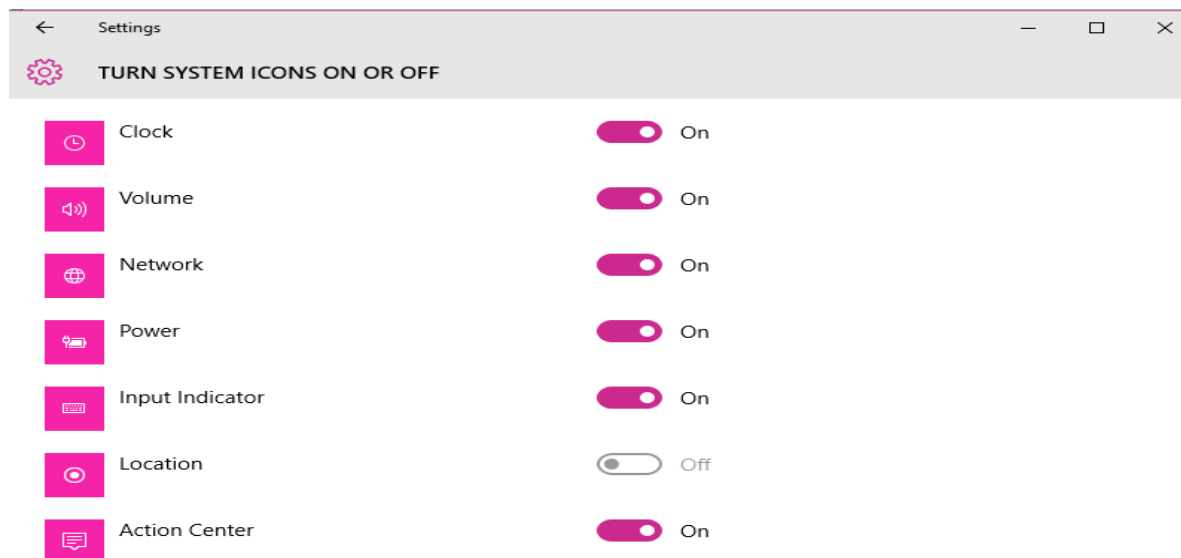 Settings
TURN SYSTEM ICONS ON OR OFF
Clock On
Volume On
Network On
Power On
Input Indicator On
Location Off
Action Center On